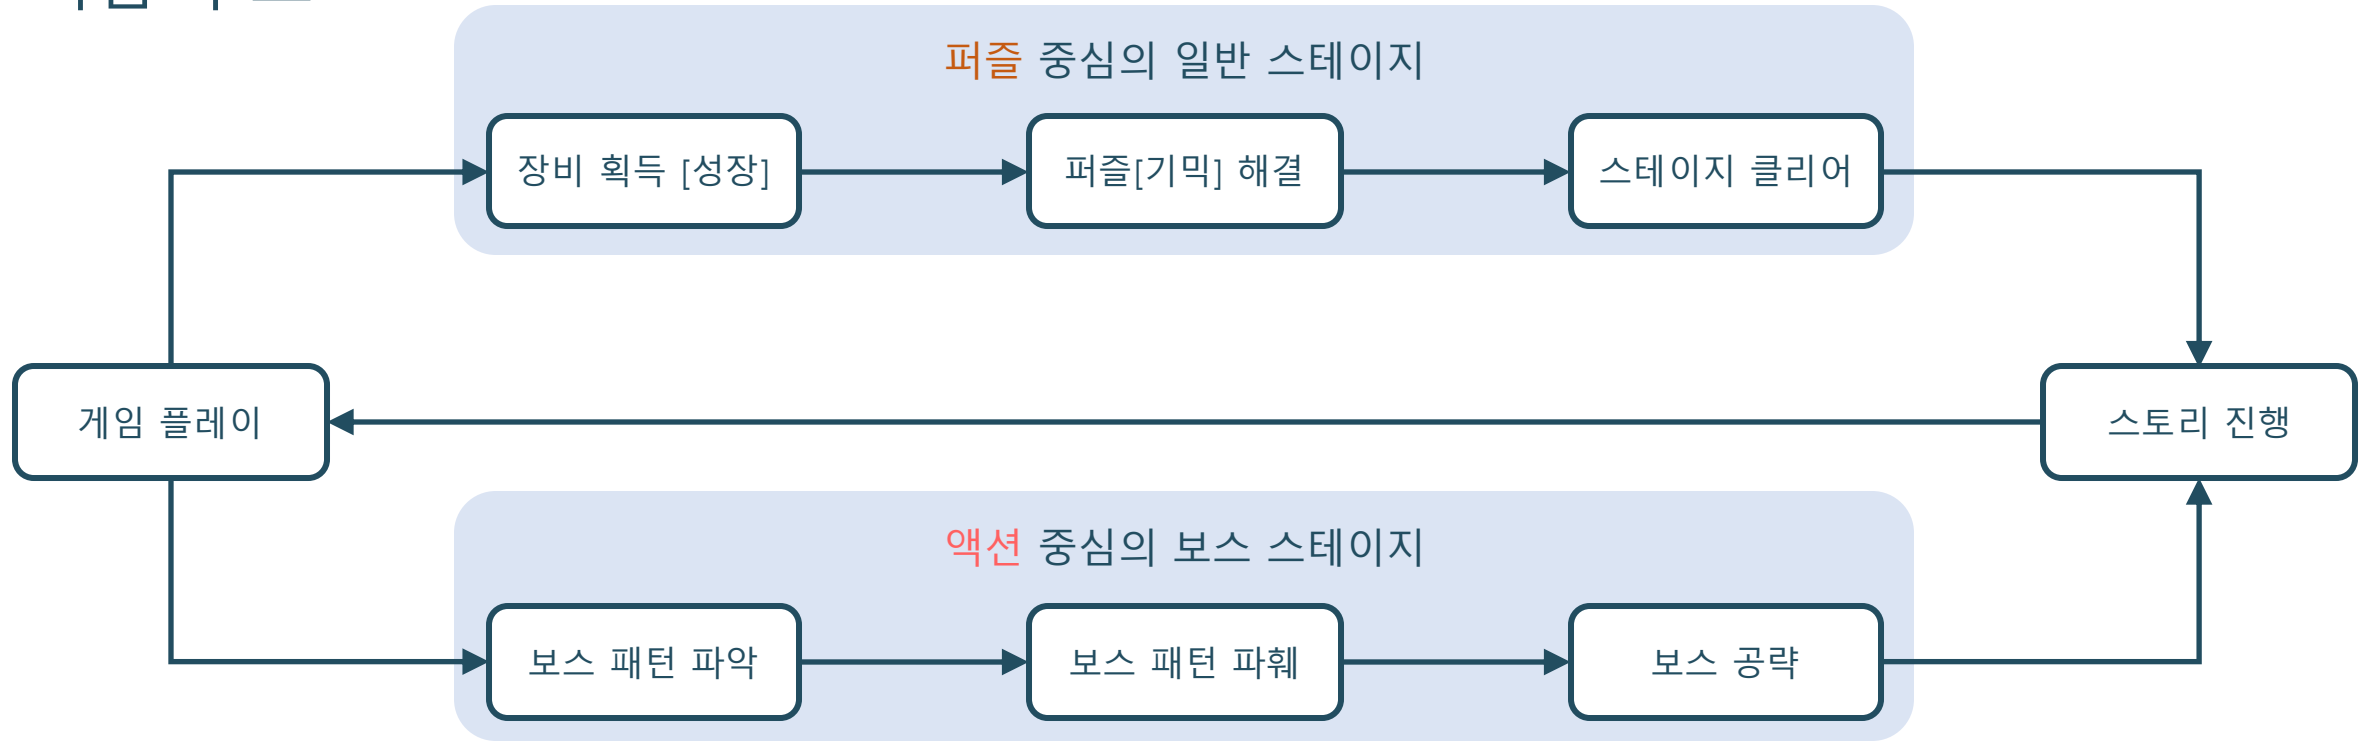 퍼즐 중심의 일반 스테이지
장비 획득 [성장]
퍼즐[기믹] 해결
스테이지 클리어
게임 플레이
스토리 진행
액션 중심의 보스 스테이지
보스 패턴 파악
보스 패턴 파훼
보스 공략